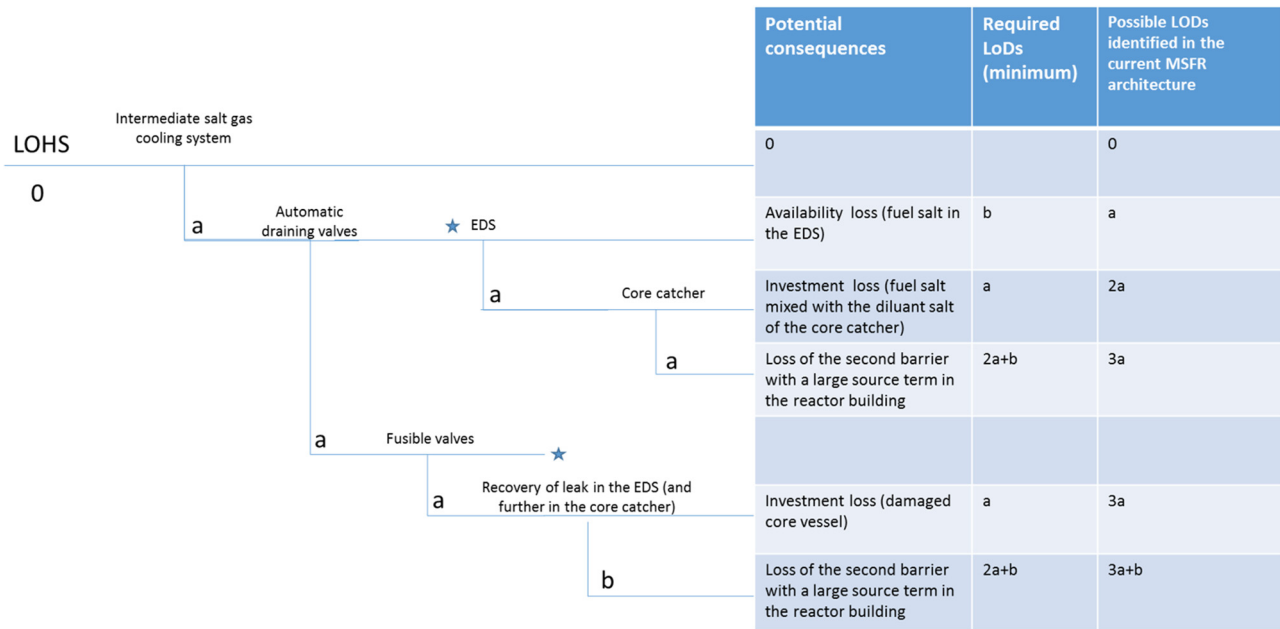 Potential
consequences
Required
LoDs
(minimum)
Possible LODs
identified in the
current MSFR
architecture
Intermediate salt gas
cooling system
LOHS
0
0
0
a
Automatic
draining valves
EDS
Availability loss (fuel salt in
the EDS)
b
a
a
Core catcher
Investment loss (fuel salt
mixed with the diluant salt
of the core catcher)
a
2a
a
Loss of the second barrier
with a large source term in
the reactor building
2a+b
3a
a
Fusible valves
a
Recovery of leak in the EDS (and
further in the core catcher)
Investment loss (damaged
core vessel)
a
3a
b
Loss of the second barrier
with a large source term in
the reactor building
2a+b
3a+b